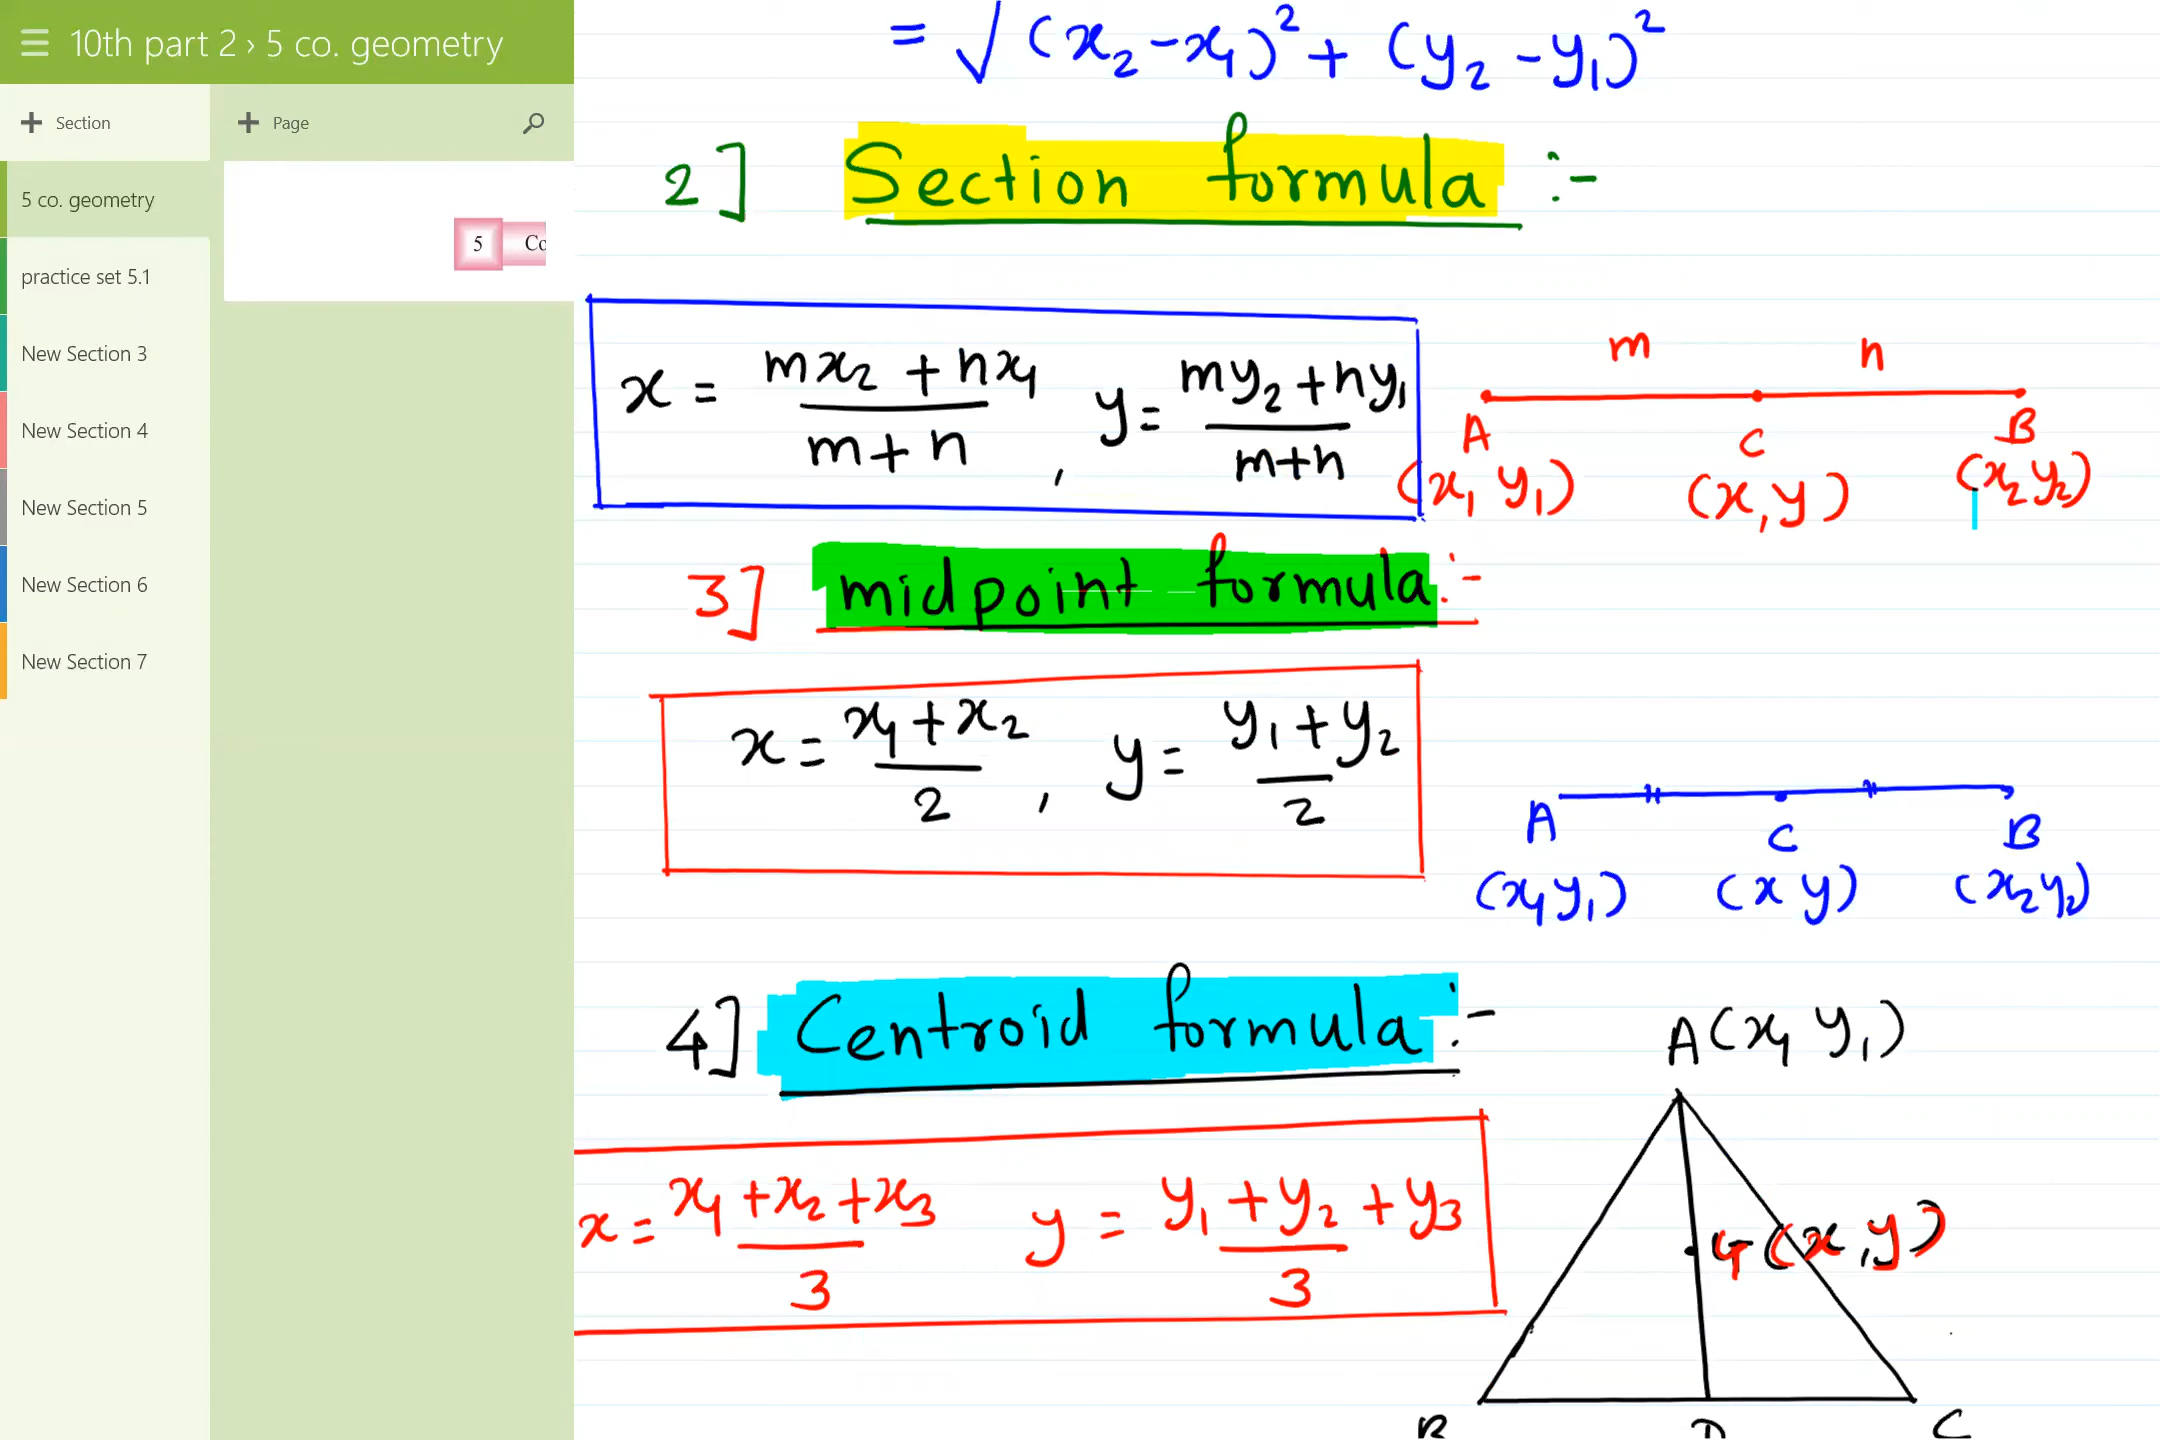 10th part 2 › 5 co. geometry
+ Section
+ Page
5 co. geometry
practice set 5.1
New Section 3
New Section 4
New Section 5
New Section 6
New Section 7
5 Co
= √(x₂-x₁)² + (y₂-y₁)²
2] Section formula :-
x = (mx₂ + nx₁)/(m+n) , y = (my₂+ny₁)/(m+n)
m n
A C B
(x₁ y₁) (x,y) (x₂ y₂)
3] midpoint formula :-
x = (x₁+x₂)/2 , y = (y₁+y₂)/2
A C B
(x₁ y₁) (x y) (x₂ y₂)
4] Centroid formula :-
A(x₁ y₁)
x = (x₁+x₂+x₃)/3 y = (y₁+y₂+y₃)/3
G(x,y)
B D C